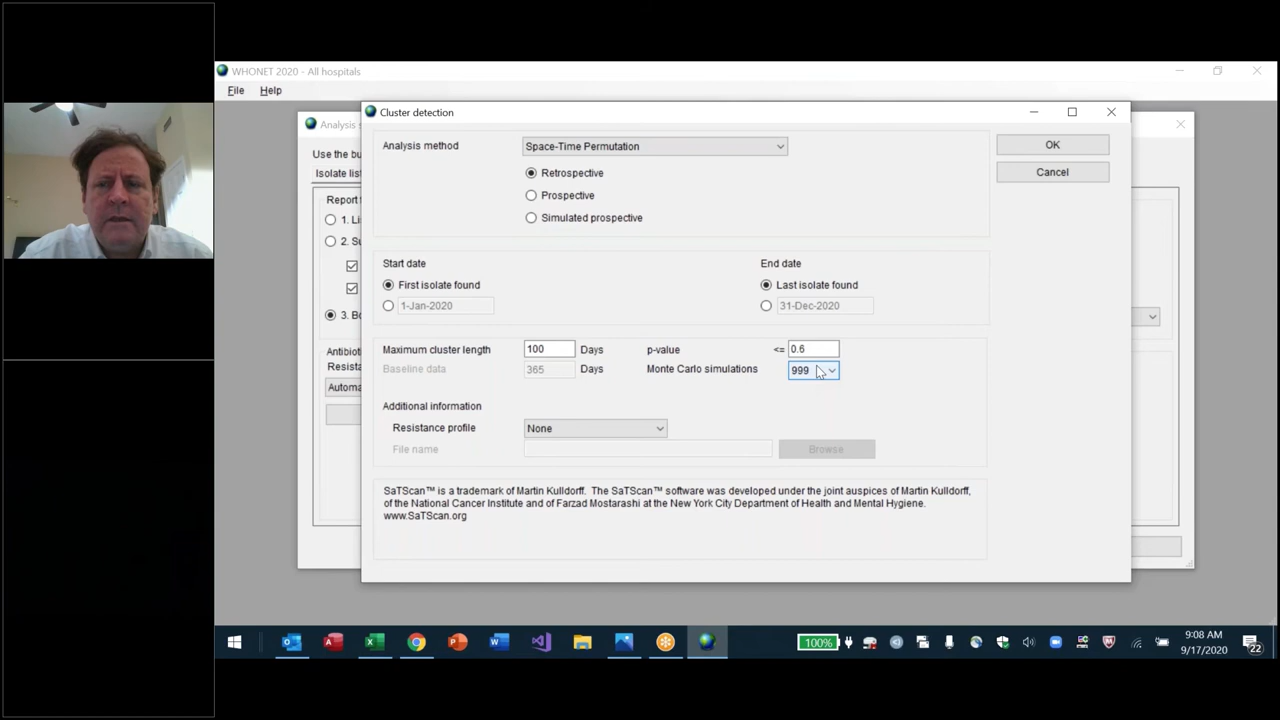 WHONET 2020 - All hospitals
File Help
Cluster detection
Analysis s
Analysis method Space-Time Permutation
OK
Use the bu
Retrospective
Cancel
Isolate list
Report f
Prospective
1. Li
Simulated prospective
2. Su
Start date End date
First isolate found Last isolate found
1-Jan-2020 31-Dec-2020
3. Bo
Maximum cluster length 100 Days p-value <= 0.6
Antibiot
Baseline data 365 Days Monte Carlo simulations 999
Resista
Automa
Additional information
Resistance profile None
File name Browse
SaTScan™ is a trademark of Martin Kulldorff. The SaTScan™ software was developed under the joint auspices of Martin Kulldorff,
of the National Cancer Institute and of Farzad Mostarashi at the New York City Department of Health and Mental Hygiene.
www.SaTScan.org
100%
9:08 AM
9/17/2020
22